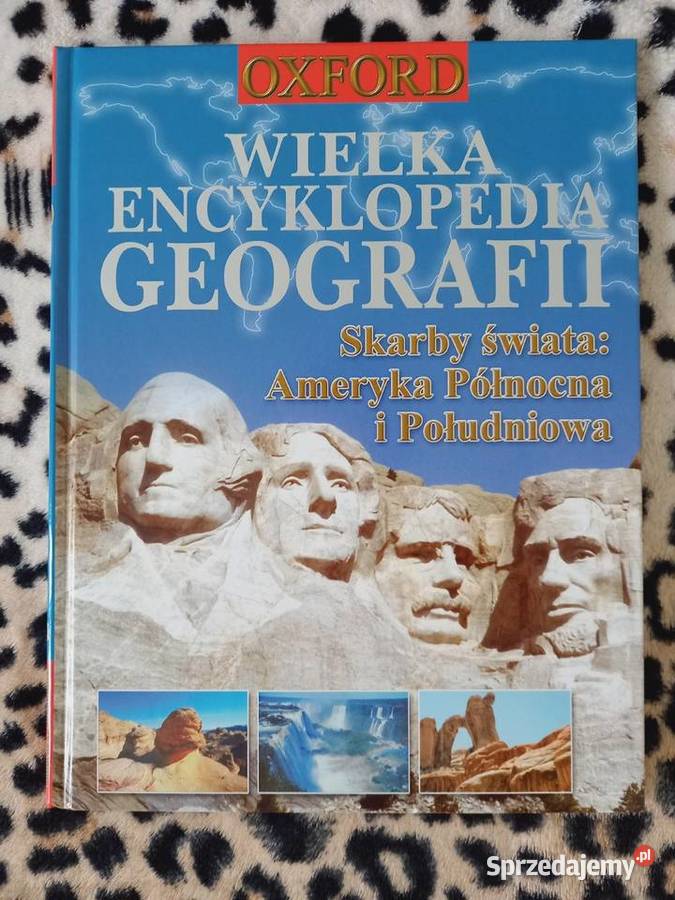 OXFORD
WIELKA
ENCYKLOPEDIA
GEOGRAFII
Skarby świata:
Ameryka Północna
i Południowa
Sprzedajemy.pl